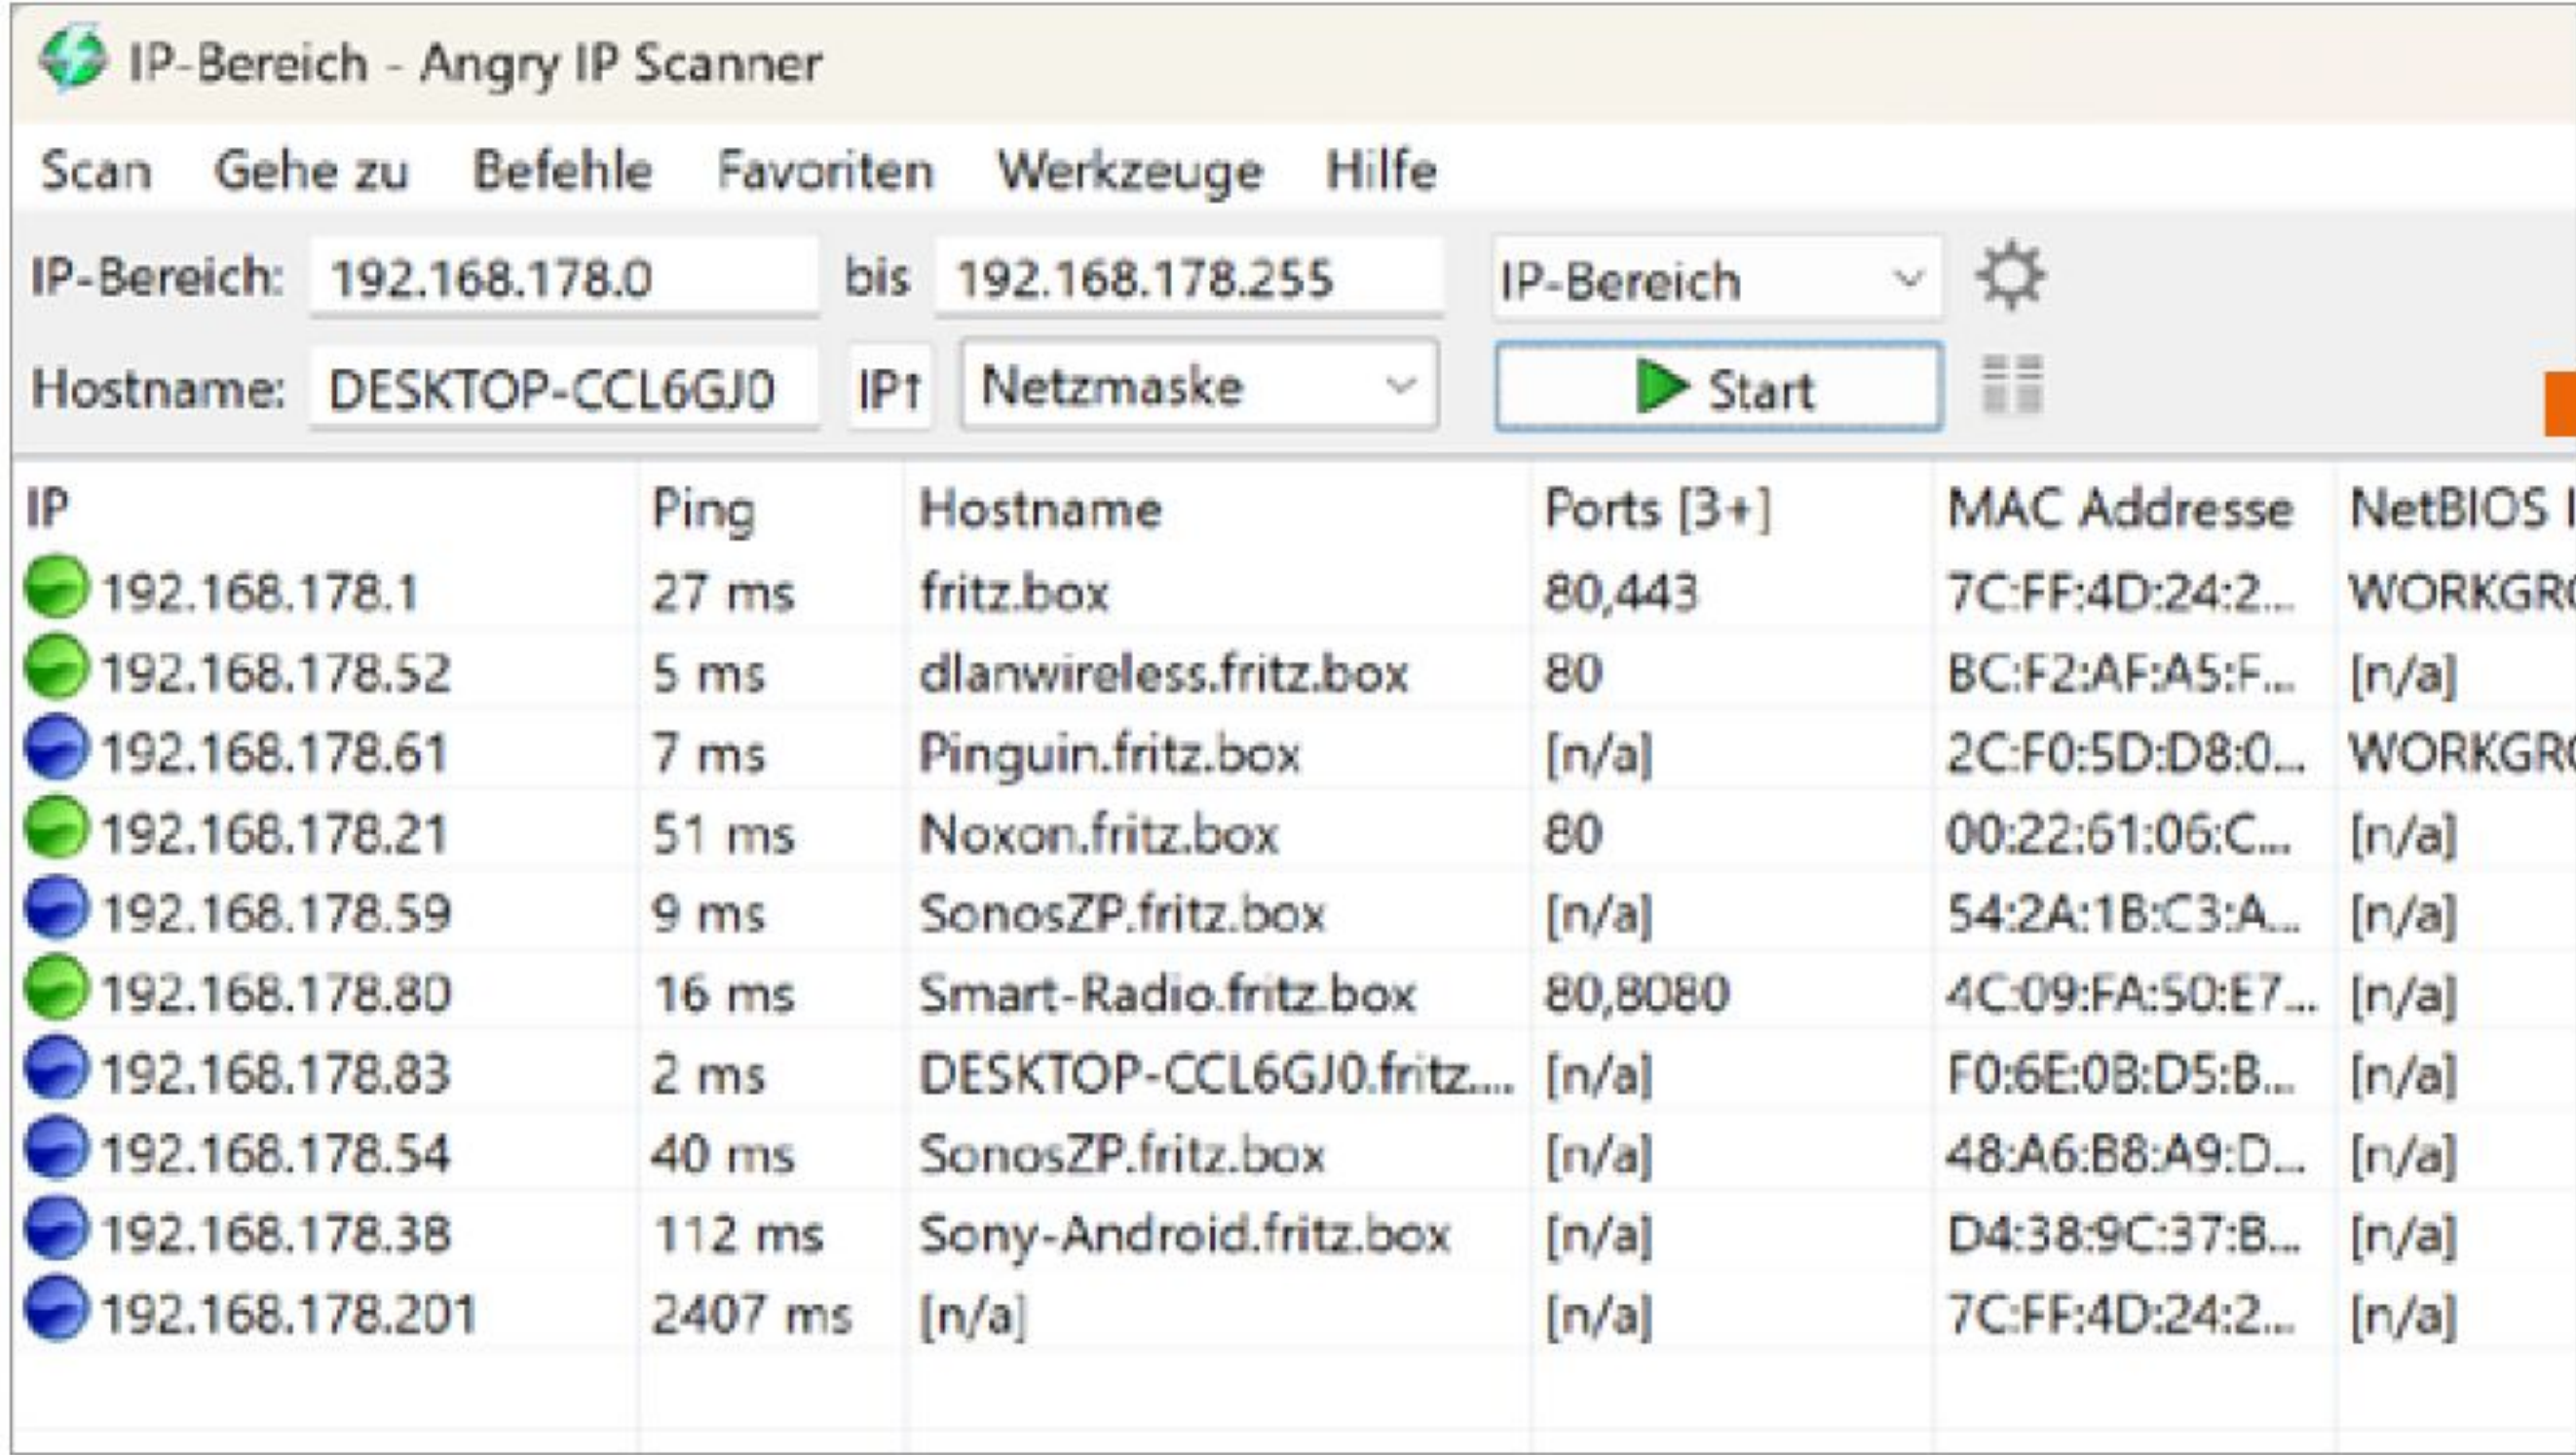 IP-Bereich - Angry IP Scanner
Scan Gehe zu Befehle Favoriten Werkzeuge Hilfe
IP-Bereich: 192.168.178.0 bis 192.168.178.255 IP-Bereich
Hostname: DESKTOP-CCL6GJ0 IP↑ Netzmaske Start
IP Ping Hostname Ports [3+] MAC Addresse NetBIOS I
192.168.178.1 27 ms fritz.box 80,443 7C:FF:4D:24:2... WORKGRO
192.168.178.52 5 ms dlanwireless.fritz.box 80 BC:F2:AF:A5:F... [n/a]
192.168.178.61 7 ms Pinguin.fritz.box [n/a] 2C:F0:5D:D8:0... WORKGRO
192.168.178.21 51 ms Noxon.fritz.box 80 00:22:61:06:C... [n/a]
192.168.178.59 9 ms SonosZP.fritz.box [n/a] 54:2A:1B:C3:A... [n/a]
192.168.178.80 16 ms Smart-Radio.fritz.box 80,8080 4C:09:FA:50:E7... [n/a]
192.168.178.83 2 ms DESKTOP-CCL6GJ0.fritz.... [n/a] F0:6E:0B:D5:B... [n/a]
192.168.178.54 40 ms SonosZP.fritz.box [n/a] 48:A6:B8:A9:D... [n/a]
192.168.178.38 112 ms Sony-Android.fritz.box [n/a] D4:38:9C:37:B... [n/a]
192.168.178.201 2407 ms [n/a] [n/a] 7C:FF:4D:24:2... [n/a]